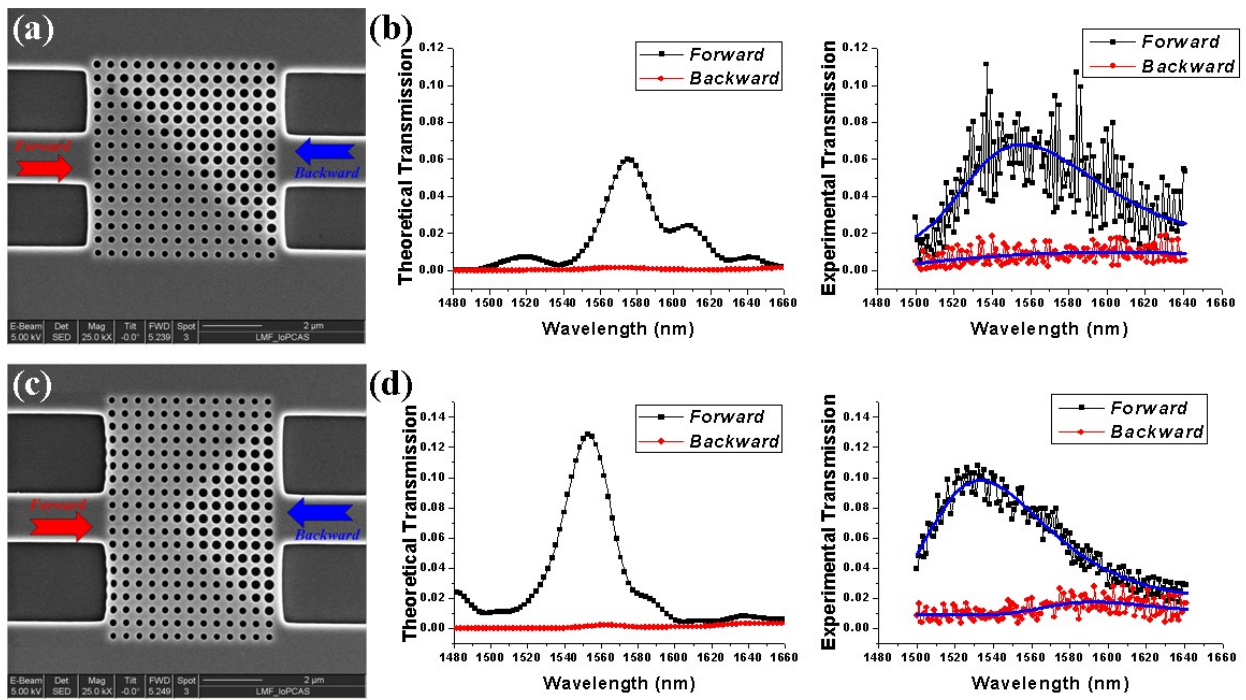 (a)
Forward
Backward
E-Beam Det Mag Tilt FWD Spot 2 µm
5.00 kV SED 25.0 kX -0.0° 5.239 3 LMF_IoPCAS
(b)
Theoretical Transmission
0.12
0.10
0.08
0.06
0.04
0.02
0.00
Forward
Backward
1480 1500 1520 1540 1560 1580 1600 1620 1640 1660
Wavelength (nm)
Experimental Transmission
0.12
0.10
0.08
0.06
0.04
0.02
0.00
Forward
Backward
1480 1500 1520 1540 1560 1580 1600 1620 1640 1660
Wavelength (nm)
(c)
Forward
Backward
E-Beam Det Mag Tilt FWD Spot 2 µm
5.00 kV SED 25.0 kX -0.0° 5.249 3 LMF_IoPCAS
(d)
Theoretical Transmission
0.14
0.12
0.10
0.08
0.06
0.04
0.02
0.00
Forward
Backward
1480 1500 1520 1540 1560 1580 1600 1620 1640 1660
Wavelength (nm)
Experimental Transmission
0.14
0.12
0.10
0.08
0.06
0.04
0.02
0.00
Forward
Backward
1480 1500 1520 1540 1560 1580 1600 1620 1640 1660
Wavelength (nm)